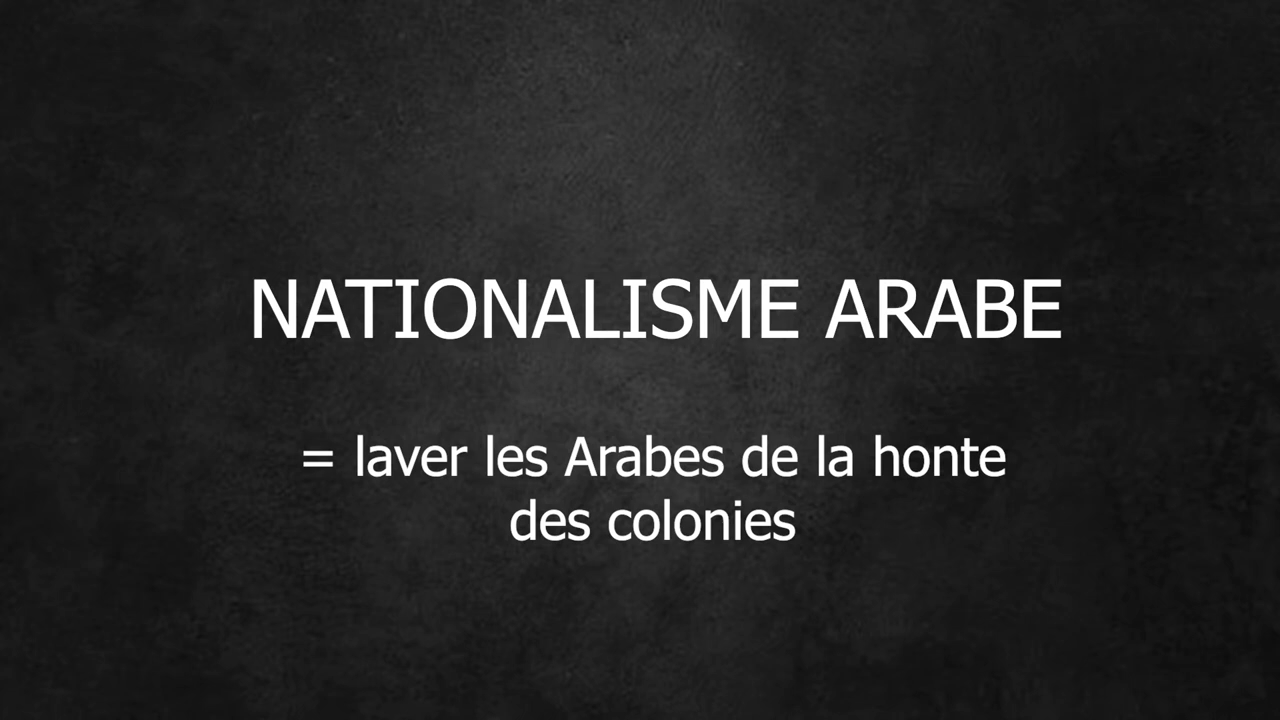 NATIONALISME ARABE
= laver les Arabes de la honte
des colonies